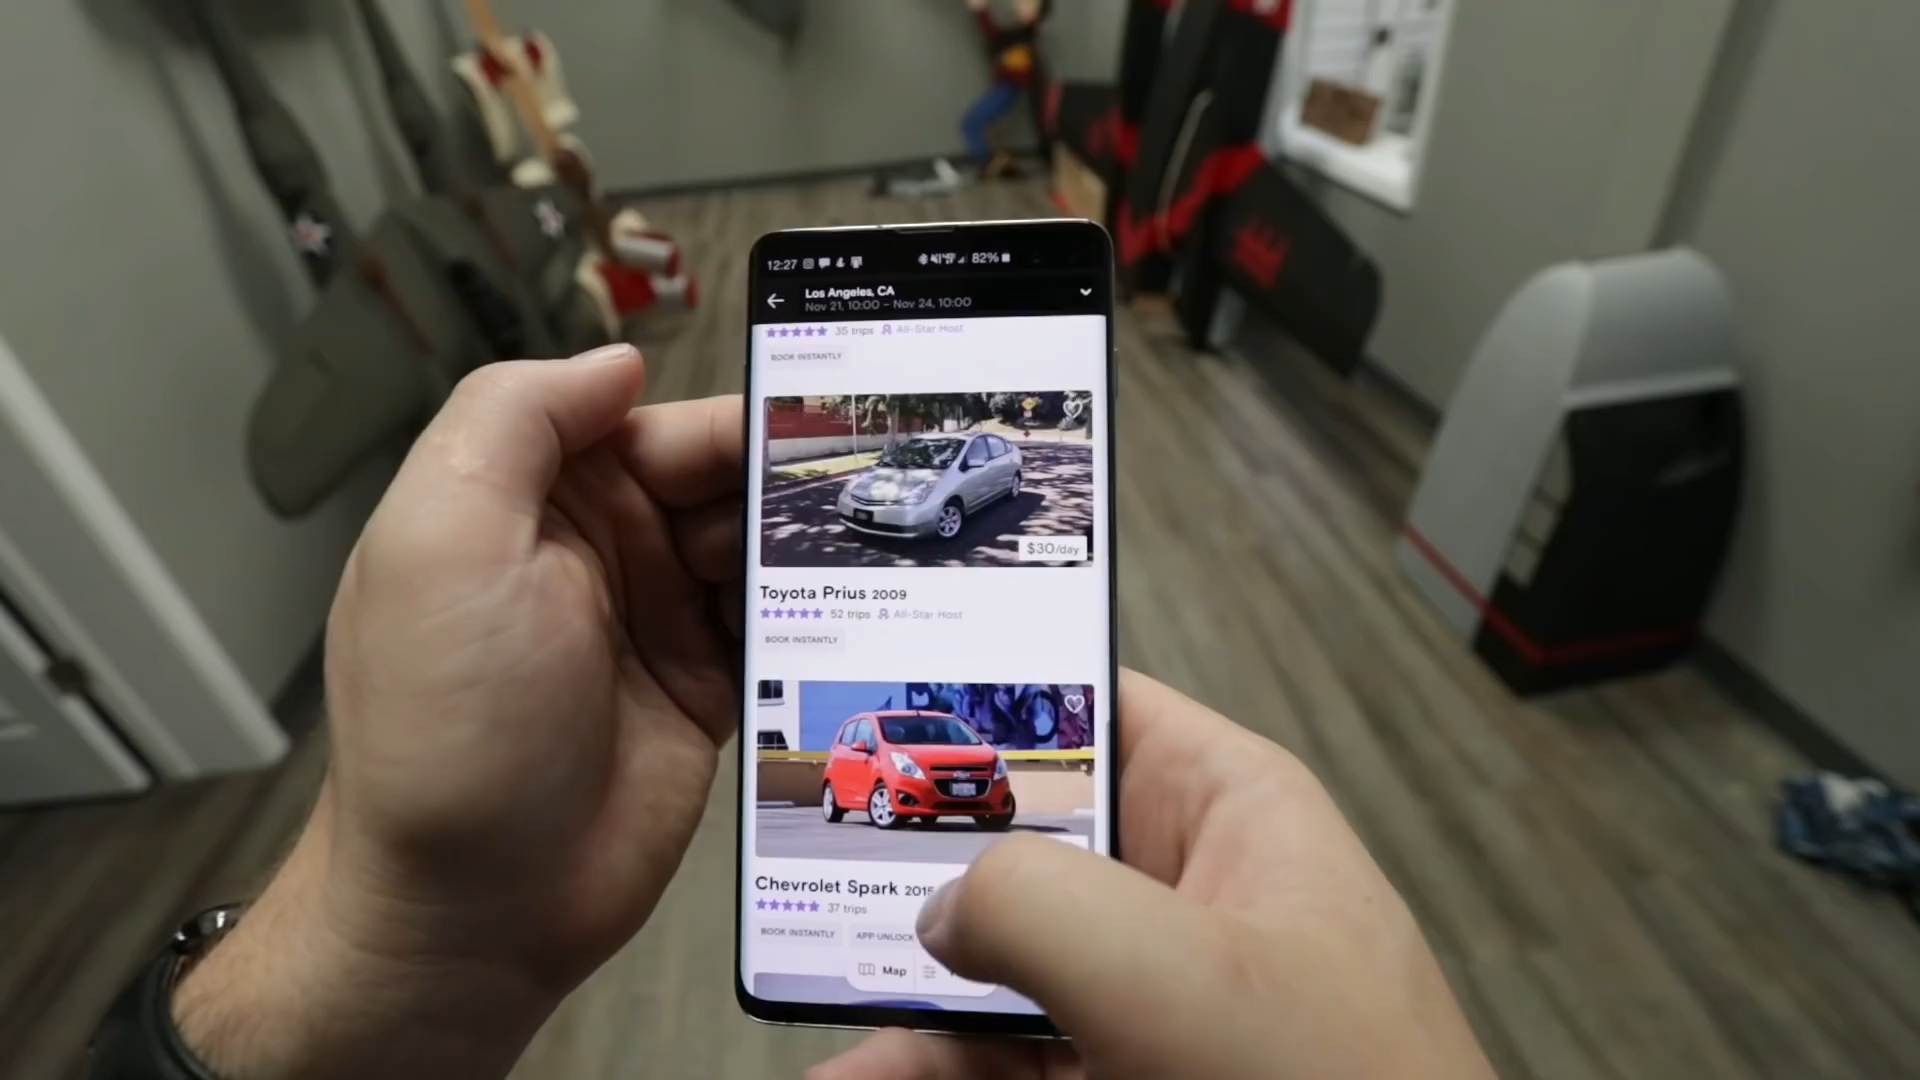 12:27
82%
Los Angeles, CA
Nov 21, 10:00 – Nov 24, 10:00
35 trips All-Star Host
BOOK INSTANTLY
$30/day
Toyota Prius 2009
52 trips All-Star Host
BOOK INSTANTLY
Chevrolet Spark 2015
37 trips
BOOK INSTANTLY APP UNLOCK
Map